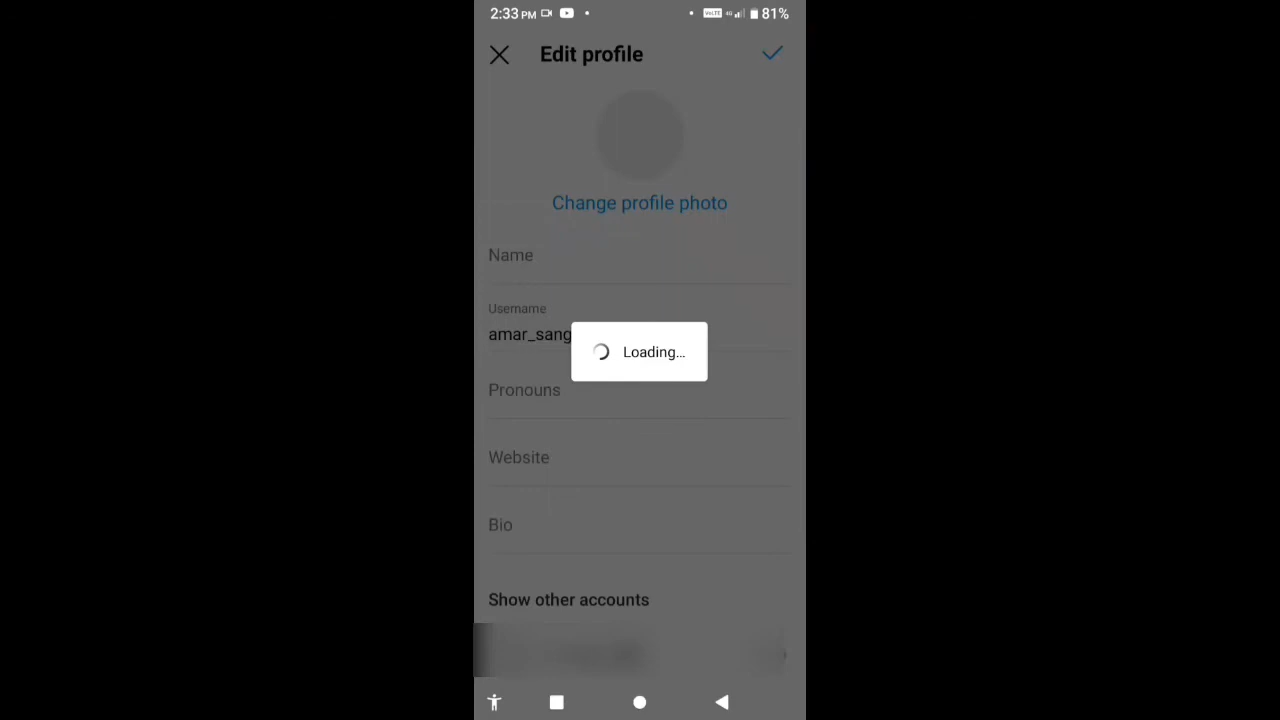 2:33 PM 81%
Edit profile
Change profile photo
Name
Username
amar_sang
Loading...
Pronouns
Website
Bio
Show other accounts